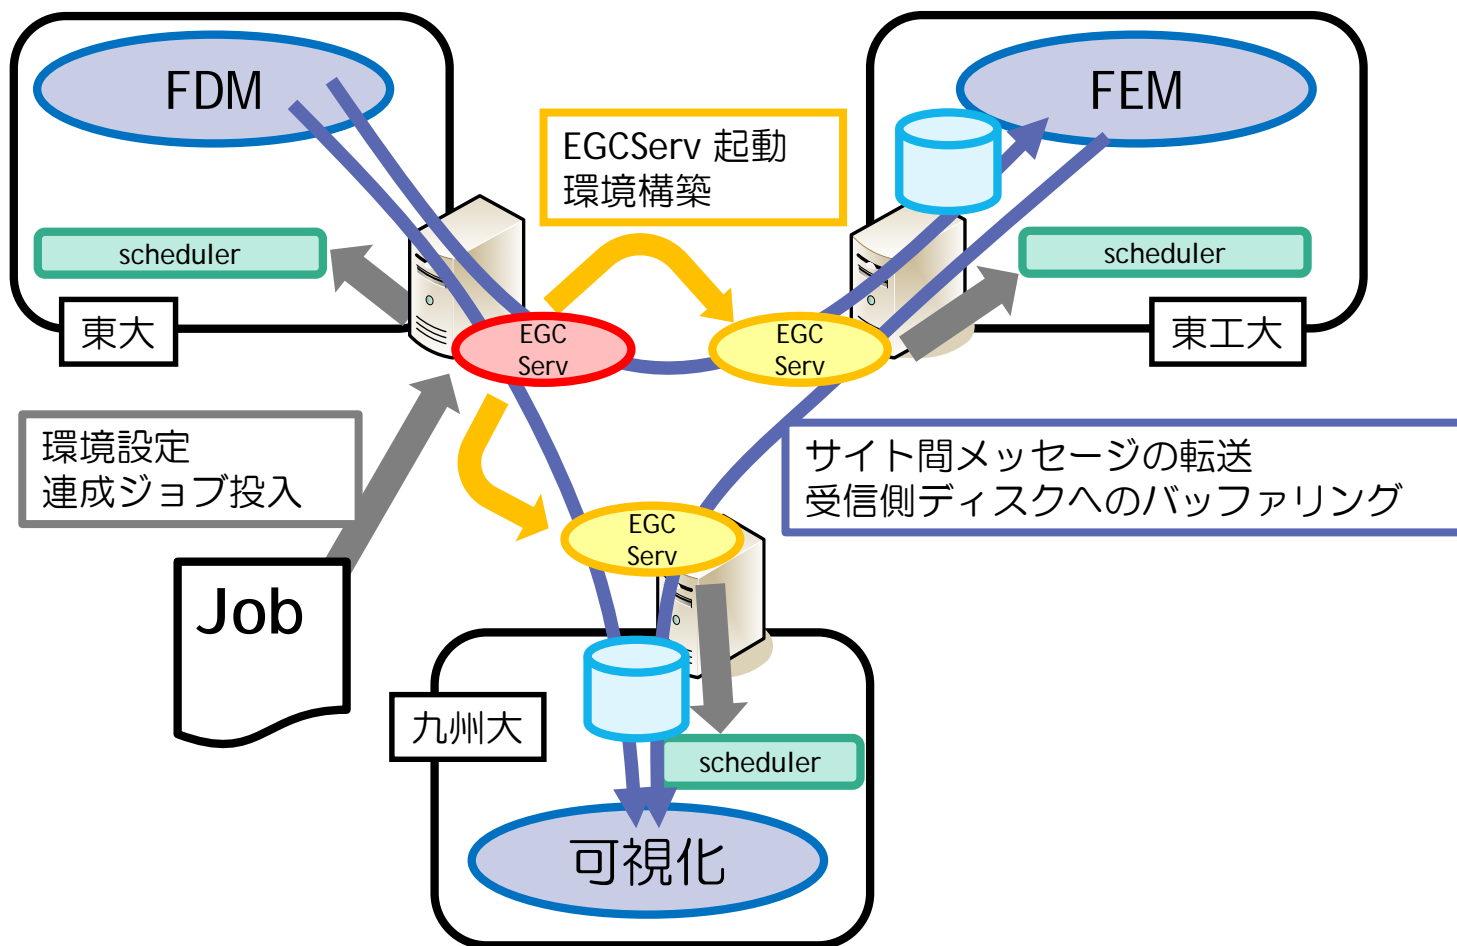 FDM
FEM
EGCServ 起動
環境構築
scheduler
scheduler
東大
東工大
EGC
Serv
EGC
Serv
環境設定
連成ジョブ投入
サイト間メッセージの転送
受信側ディスクへのバッファリング
EGC
Serv
Job
九州大
scheduler
可視化